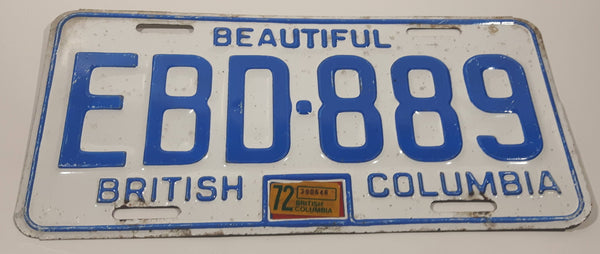 BEAUTIFUL
EBD·889
BRITISH COLUMBIA
72
BRITISH
COLUMBIA